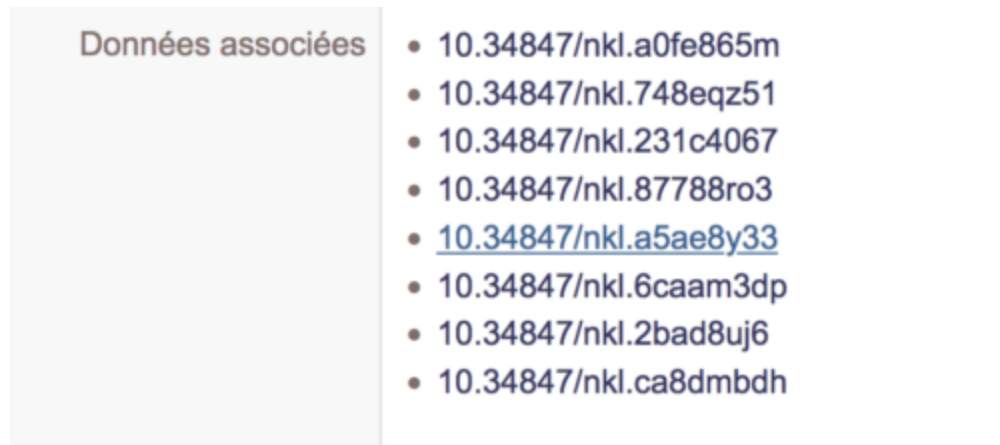 Données associées
10.34847/nkl.a0fe865m
10.34847/nkl.748eqz51
10.34847/nkl.231c4067
10.34847/nkl.87788ro3
10.34847/nkl.a5ae8y33
10.34847/nkl.6caam3dp
10.34847/nkl.2bad8uj6
10.34847/nkl.ca8dmbdh